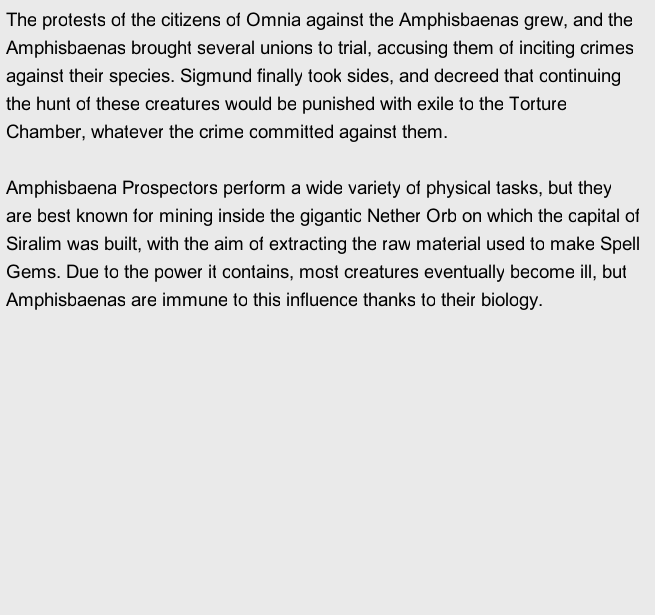 The protests of the citizens of Omnia against the Amphisbaenas grew, and the
Amphisbaenas brought several unions to trial, accusing them of inciting crimes
against their species. Sigmund finally took sides, and decreed that continuing
the hunt of these creatures would be punished with exile to the Torture
Chamber, whatever the crime committed against them.

Amphisbaena Prospectors perform a wide variety of physical tasks, but they
are best known for mining inside the gigantic Nether Orb on which the capital of
Siralim was built, with the aim of extracting the raw material used to make Spell
Gems. Due to the power it contains, most creatures eventually become ill, but
Amphisbaenas are immune to this influence thanks to their biology.